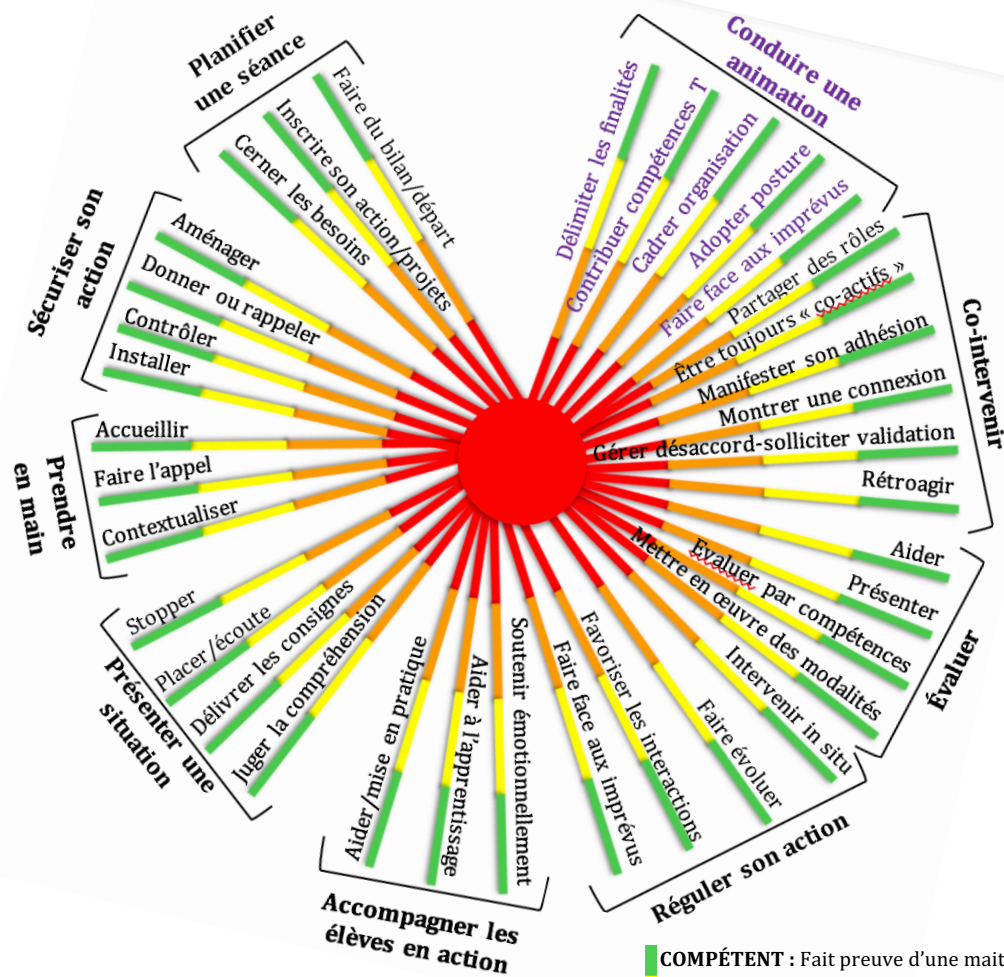 Planifier
une séance
Faire du bilan/départ
Inscrire son action/projets
Cerner les besoins
Sécuriser son
action
Aménager
Donner ou rappeler
Contrôler
Installer
Prendre
en main
Accueillir
Faire l’appel
Contextualiser
Présenter une
situation
Stopper
Placer/écoute
Délivrer les consignes
Juger la compréhension
Accompagner les
élèves en action
Aider/mise en pratique
Aider à l’apprentissage
Soutenir émotionnellement
Réguler son action
Faire face aux imprévus
Favoriser les interactions
Faire évoluer
Intervenir in situ
Évaluer
Mettre en œuvre des modalités
Evaluer par compétences
Présenter
Aider
Co-intervenir
Rétroagir
Gérer désaccord-solliciter validation
Montrer une connexion
Manifester son adhésion
Être toujours « co-actifs »
Partager des rôles
Conduire une
animation
Faire face aux imprévus
Adopter posture
Cadrer organisation
Contribuer compétences T
Délimiter les finalités
COMPÉTENT : Fait preuve d’une mait